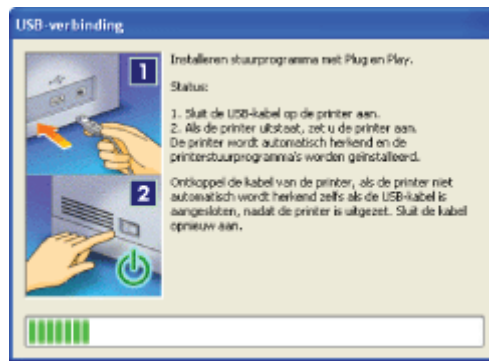 USB-verbinding
1
Installeren stuurprogramma met Plug en Play.
Status:
1. Sluit de USB-kabel op de printer aan.
2. Als de printer uitstaat, zet u de printer aan.
De printer wordt automatisch herkend en de
printerstuurprogramma's worden geïnstalleerd.
2
Ontkoppel de kabel van de printer, als de printer niet
automatisch wordt herkend zelfs als de USB-kabel is
aangesloten, nadat de printer is uitgezet. Sluit de kabel
opnieuw aan.